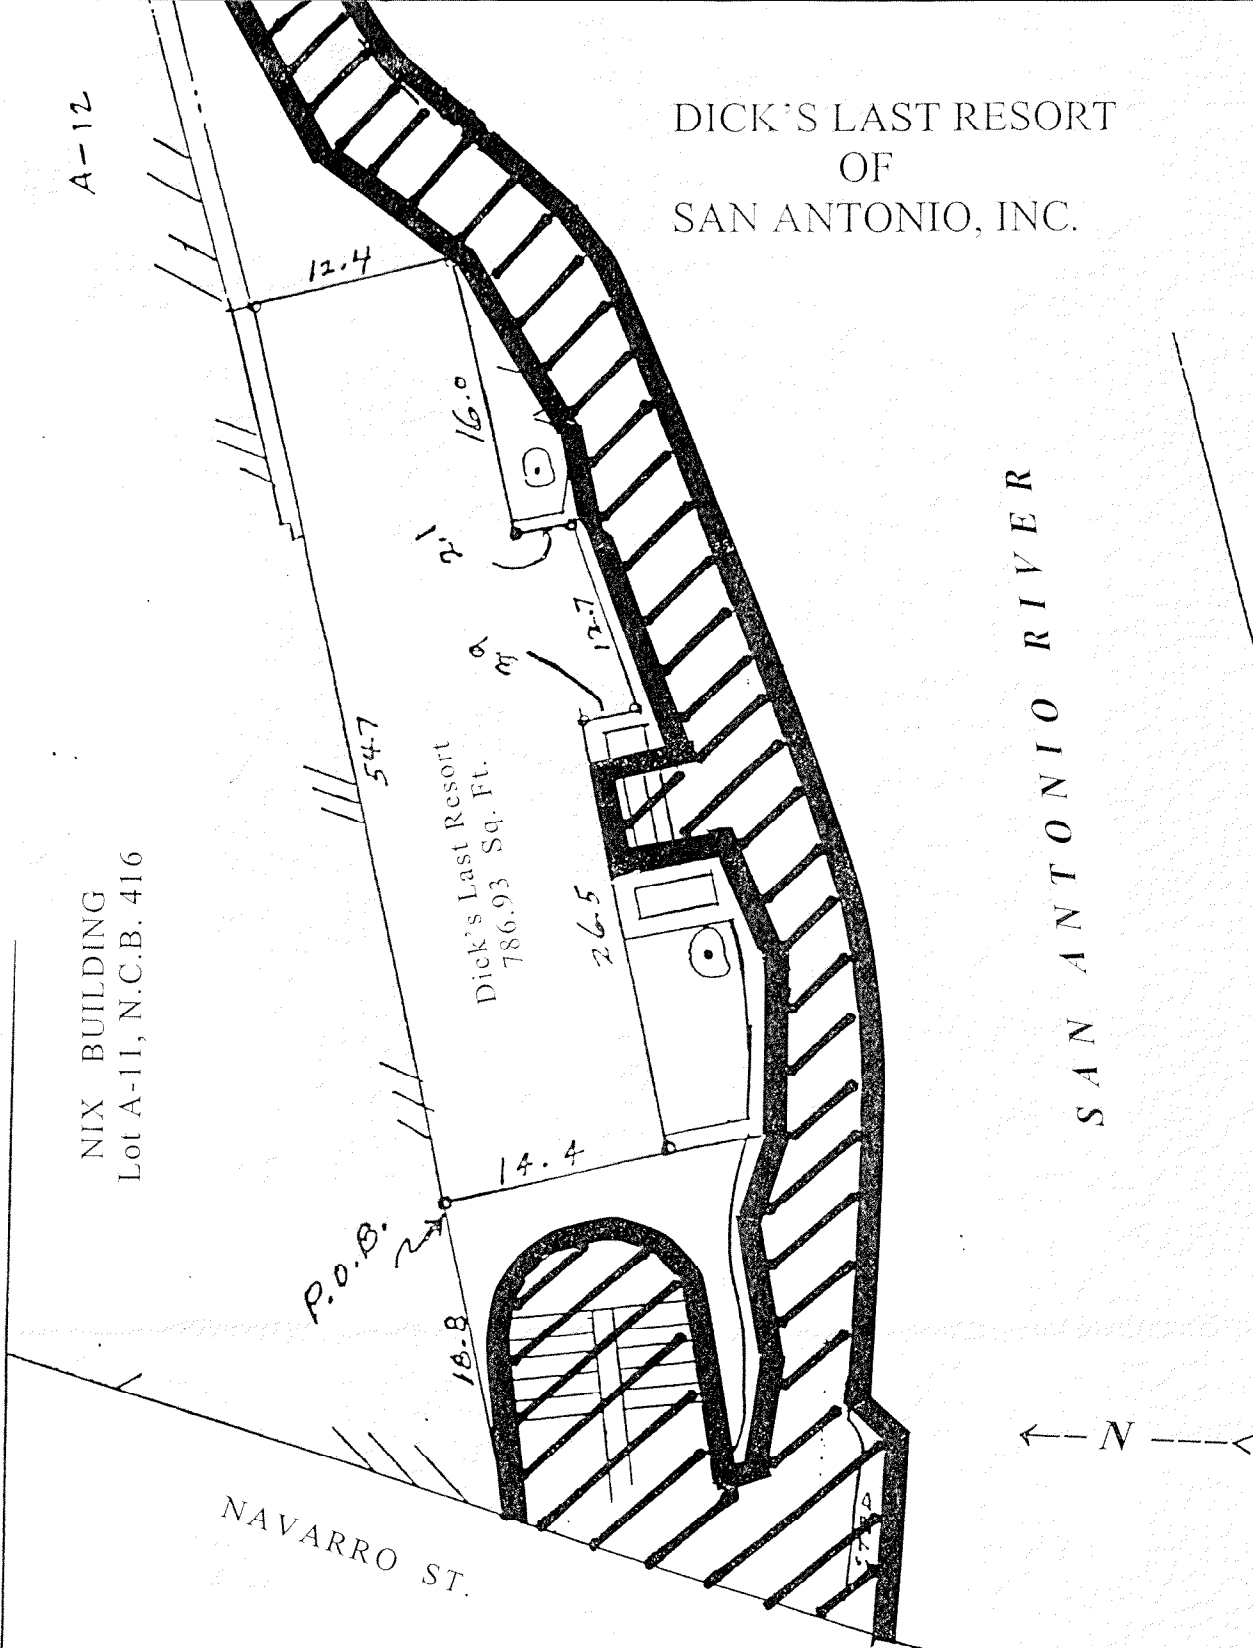 DICK'S LAST RESORT
OF
SAN ANTONIO, INC.
A-12
12.4
16.0
2.1
12.7
54.7
Dick's Last Resort
786.93 Sq. Ft.
26.5
NIX BUILDING
Lot A-11, N.C.B. 416
SAN ANTONIO RIVER
14.4
P.O.B.
18.8
N
NAVARRO ST.